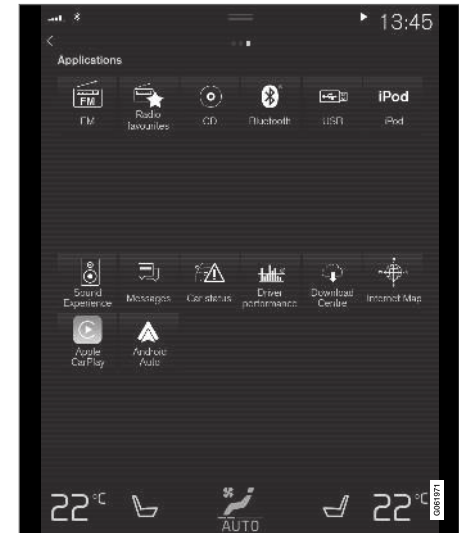 13:45
Applications
FM
iPod
FM
Radio
favourites
CD
Bluetooth
USB
iPod
Sound
Experience
Messages
Car status
Driver
performance
Download
Centre
Internet Map
Apple
CarPlay
Android
Auto
22°C
22°C
AUTO
G061971